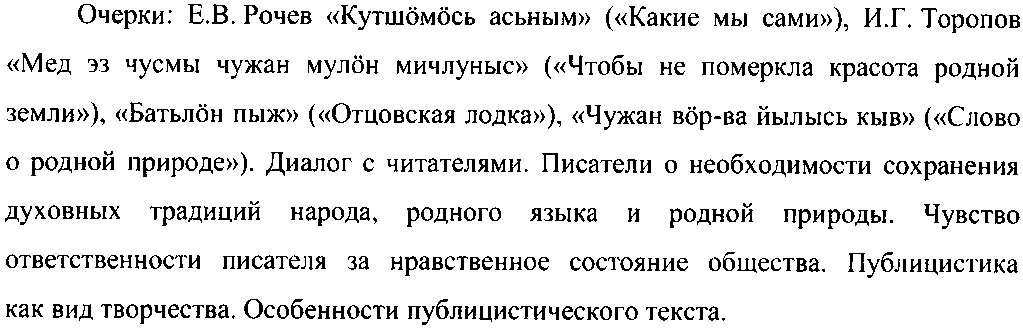 Очерки: Е.В. Рочев «Кутшӧмӧсь асьным» («Какие мы сами»), И.Г. Торопов
«Мед эз чусмы чужан мулӧн мичлуныс» («Чтобы не померкла красота родной
земли»), «Батьлӧн пыж» («Отцовская лодка»), «Чужан вӧр-ва йылысь кыв» («Слово
о родной природе»). Диалог с читателями. Писатели о необходимости сохранения
духовных традиций народа, родного языка и родной природы. Чувство
ответственности писателя за нравственное состояние общества. Публицистика
как вид творчества. Особенности публицистического текста.